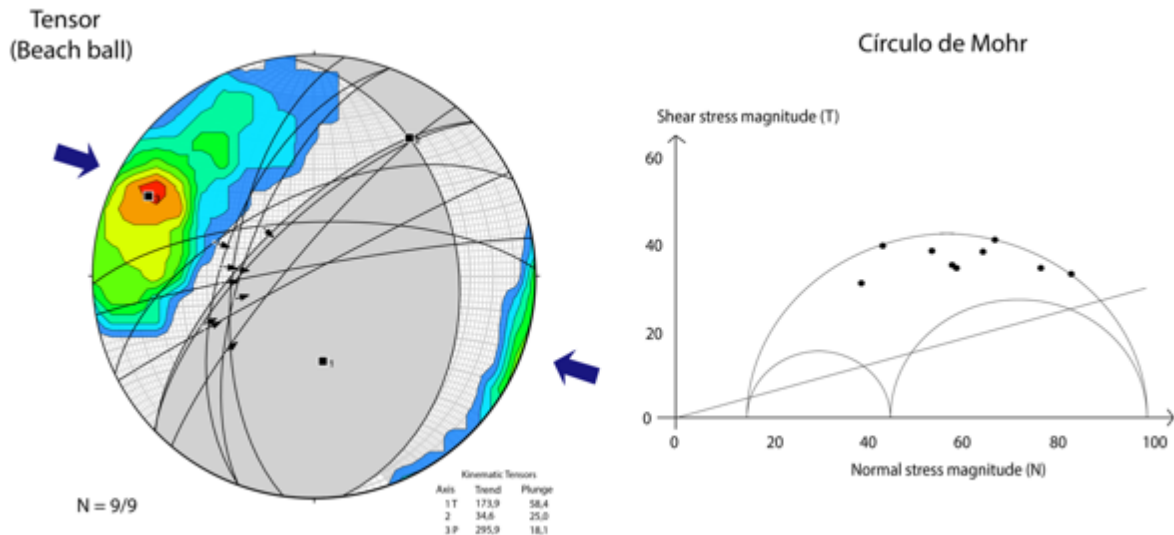 Tensor
(Beach ball)
1
N = 9/9
Kinematic Tensors
Axis Trend Plunge
1 T 173,9 58,4
2 34,6 25,0
3 P 295,9 18,1
Círculo de Mohr
Shear stress magnitude (T)
60
40
20
0
0 20 40 60 80 100
Normal stress magnitude (N)